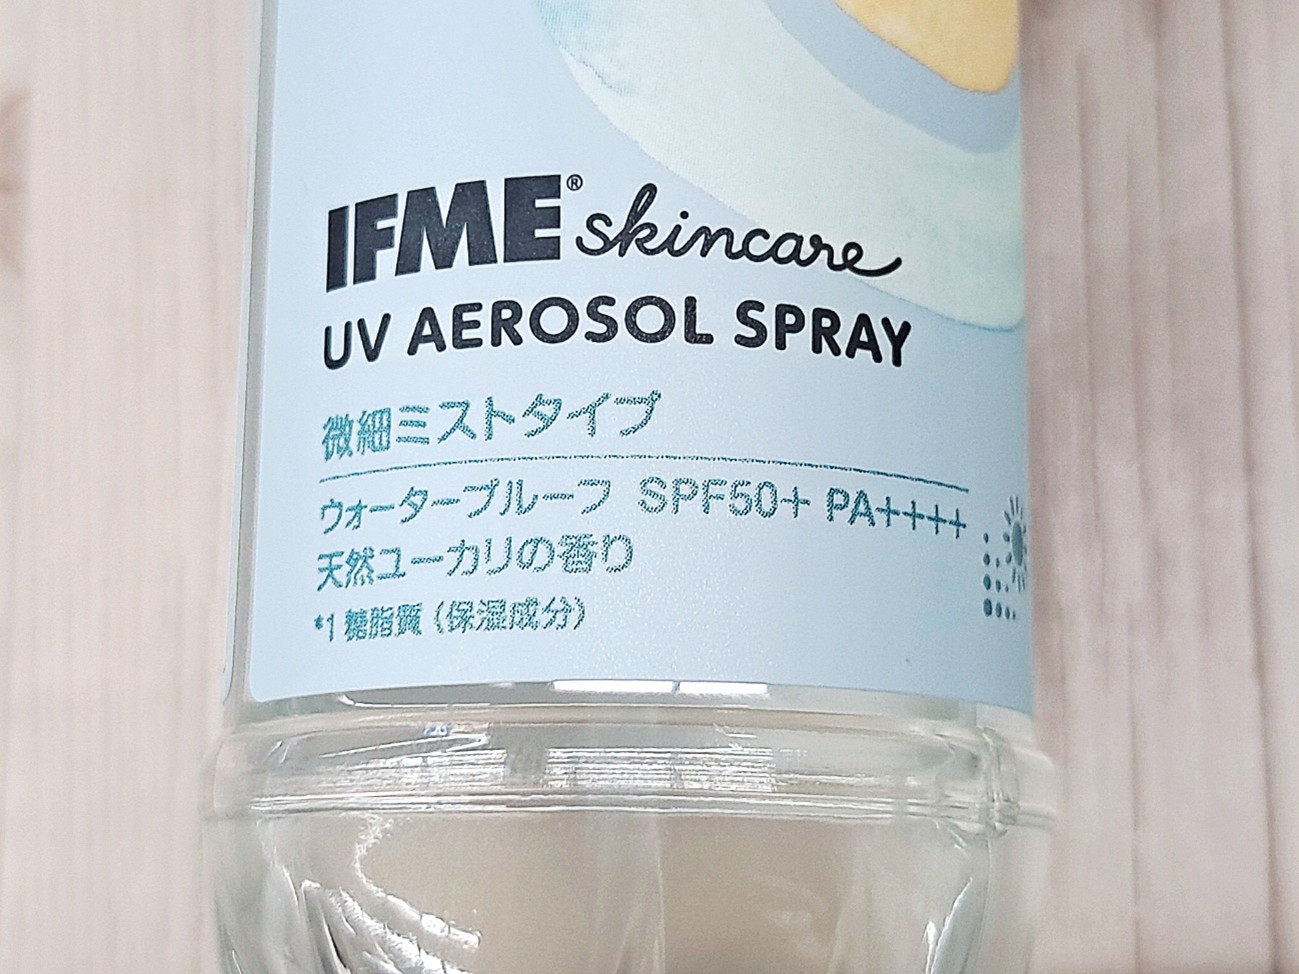 IFME® skincare
UV AEROSOL SPRAY
微細ミストタイプ
ウォータープルーフ SPF50+ PA++++
天然ユーカリの香り
*1 糖脂質（保湿成分）